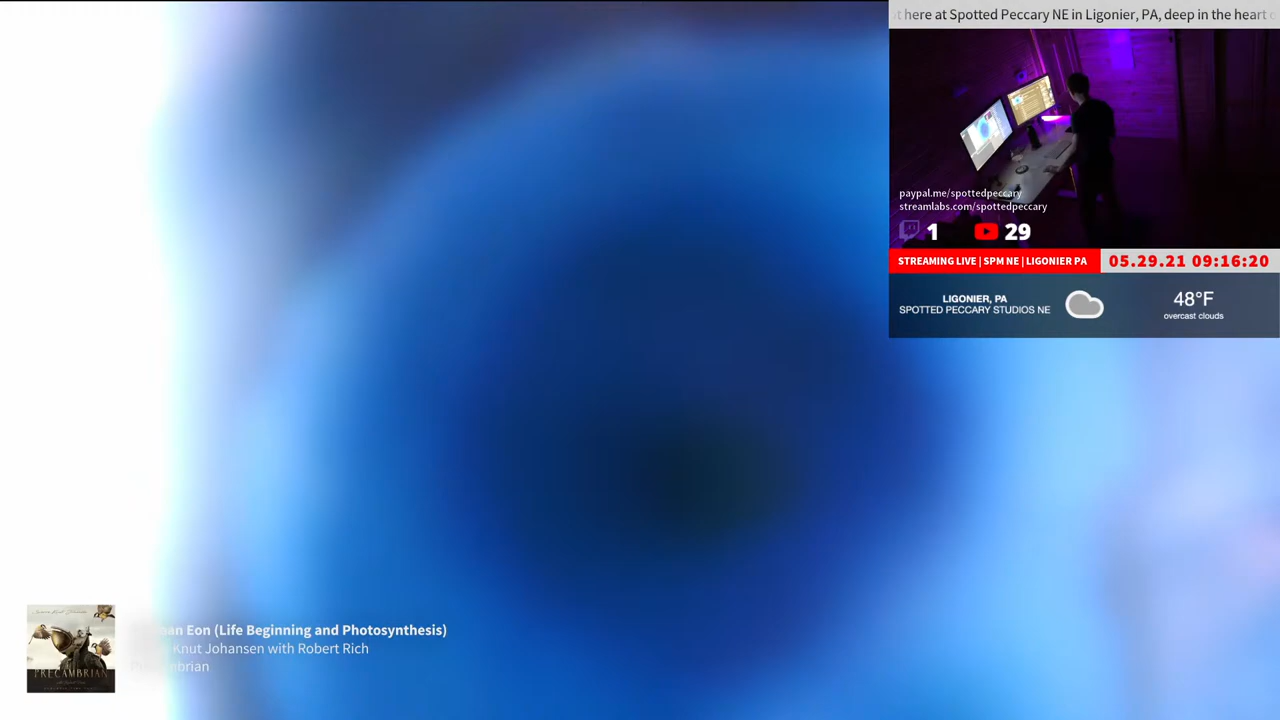 t here at Spotted Peccary NE in Ligonier, PA, deep in the heart
paypal.me/spottedpeccary
streamlabs.com/spottedpeccary
1 29
STREAMING LIVE | SPM NE | LIGONIER PA
05.29.21 09:16:20
LIGONIER, PA
SPOTTED PECCARY STUDIOS NE
48°F
overcast clouds
Eon (Life Beginning and Photosynthesis)
Knut Johansen with Robert Rich
PRECAMBRIAN